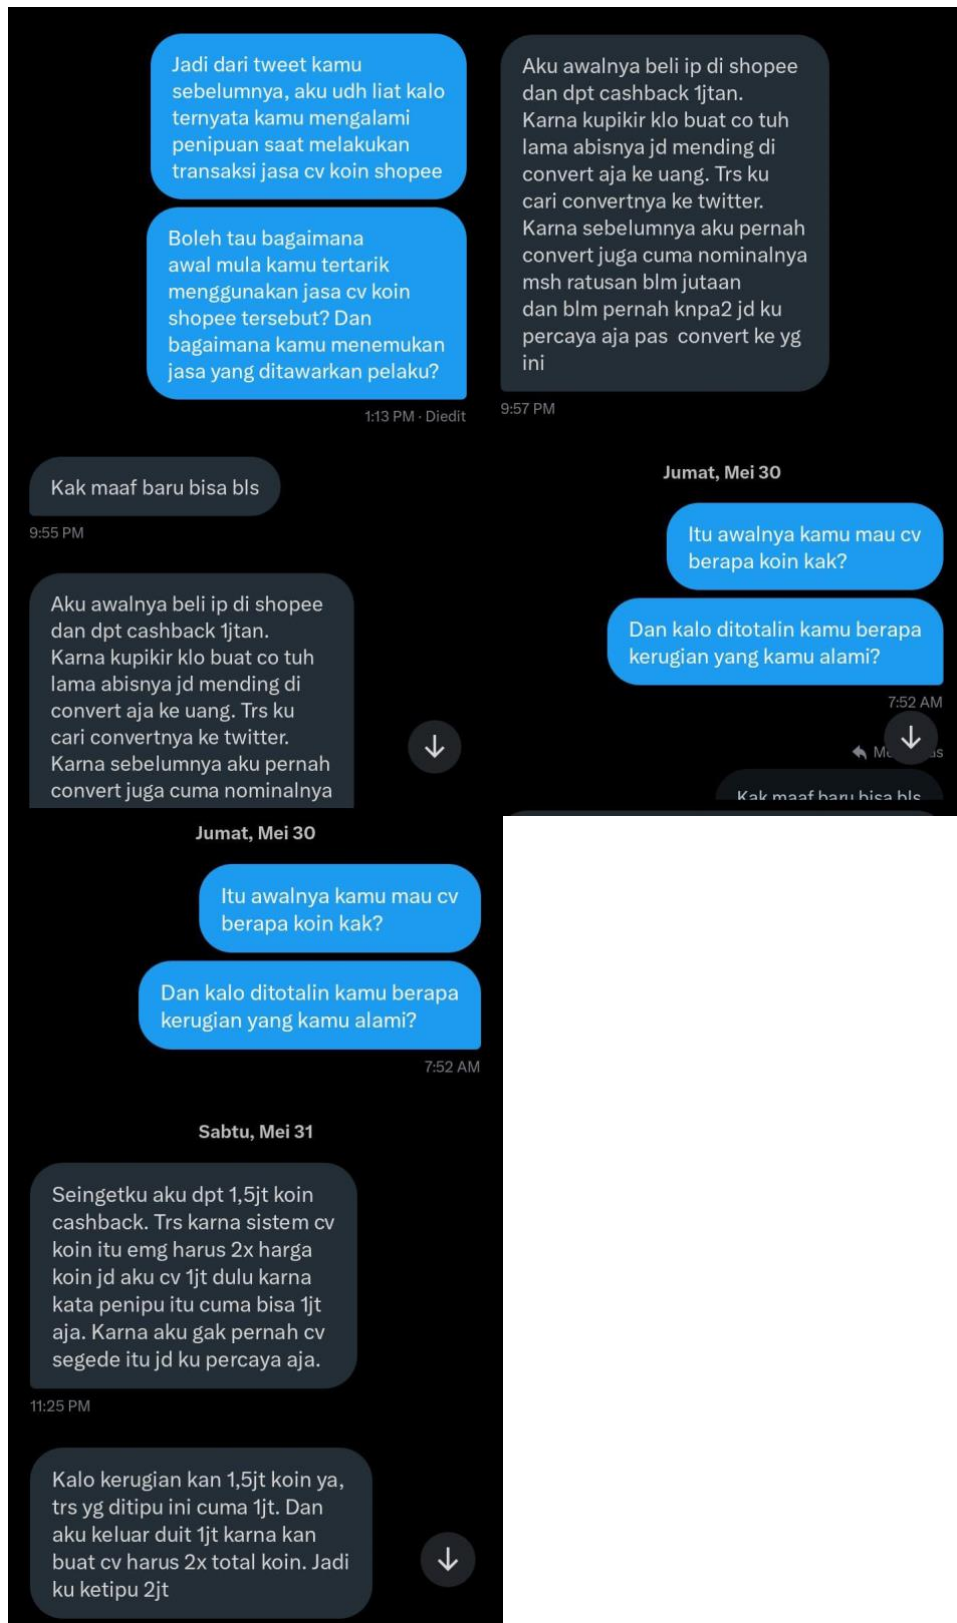 Jadi dari tweet kamu
sebelumnya, aku udh liat kalo
ternyata kamu mengalami
penipuan saat melakukan
transaksi jasa cv koin shopee
Boleh tau bagaimana
awal mula kamu tertarik
menggunakan jasa cv koin
shopee tersebut? Dan
bagaimana kamu menemukan
jasa yang ditawarkan pelaku?
1:13 PM · Diedit
Kak maaf baru bisa bls
9:55 PM
Aku awalnya beli ip di shopee
dan dpt cashback 1jtan.
Karna kupikir klo buat co tuh
lama abisnya jd mending di
convert aja ke uang. Trs ku
cari convertnya ke twitter.
Karna sebelumnya aku pernah
convert juga cuma nominalnya
Aku awalnya beli ip di shopee
dan dpt cashback 1jtan.
Karna kupikir klo buat co tuh
lama abisnya jd mending di
convert aja ke uang. Trs ku
cari convertnya ke twitter.
Karna sebelumnya aku pernah
convert juga cuma nominalnya
msh ratusan blm jutaan
dan blm pernah knpa2 jd ku
percaya aja pas convert ke yg
ini
9:57 PM
Jumat, Mei 30
Itu awalnya kamu mau cv
berapa koin kak?
Dan kalo ditotalin kamu berapa
kerugian yang kamu alami?
7:52 AM
Kak maaf baru bisa bls
Jumat, Mei 30
Itu awalnya kamu mau cv
berapa koin kak?
Dan kalo ditotalin kamu berapa
kerugian yang kamu alami?
7:52 AM
Sabtu, Mei 31
Seingetku aku dpt 1,5jt koin
cashback. Trs karna sistem cv
koin itu emg harus 2x harga
koin jd aku cv 1jt dulu karna
kata penipu itu cuma bisa 1jt
aja. Karna aku gak pernah cv
segede itu jd ku percaya aja.
11:25 PM
Kalo kerugian kan 1,5jt koin ya,
trs yg ditipu ini cuma 1jt. Dan
aku keluar duit 1jt karna kan
buat cv harus 2x total koin. Jadi
ku ketipu 2jt